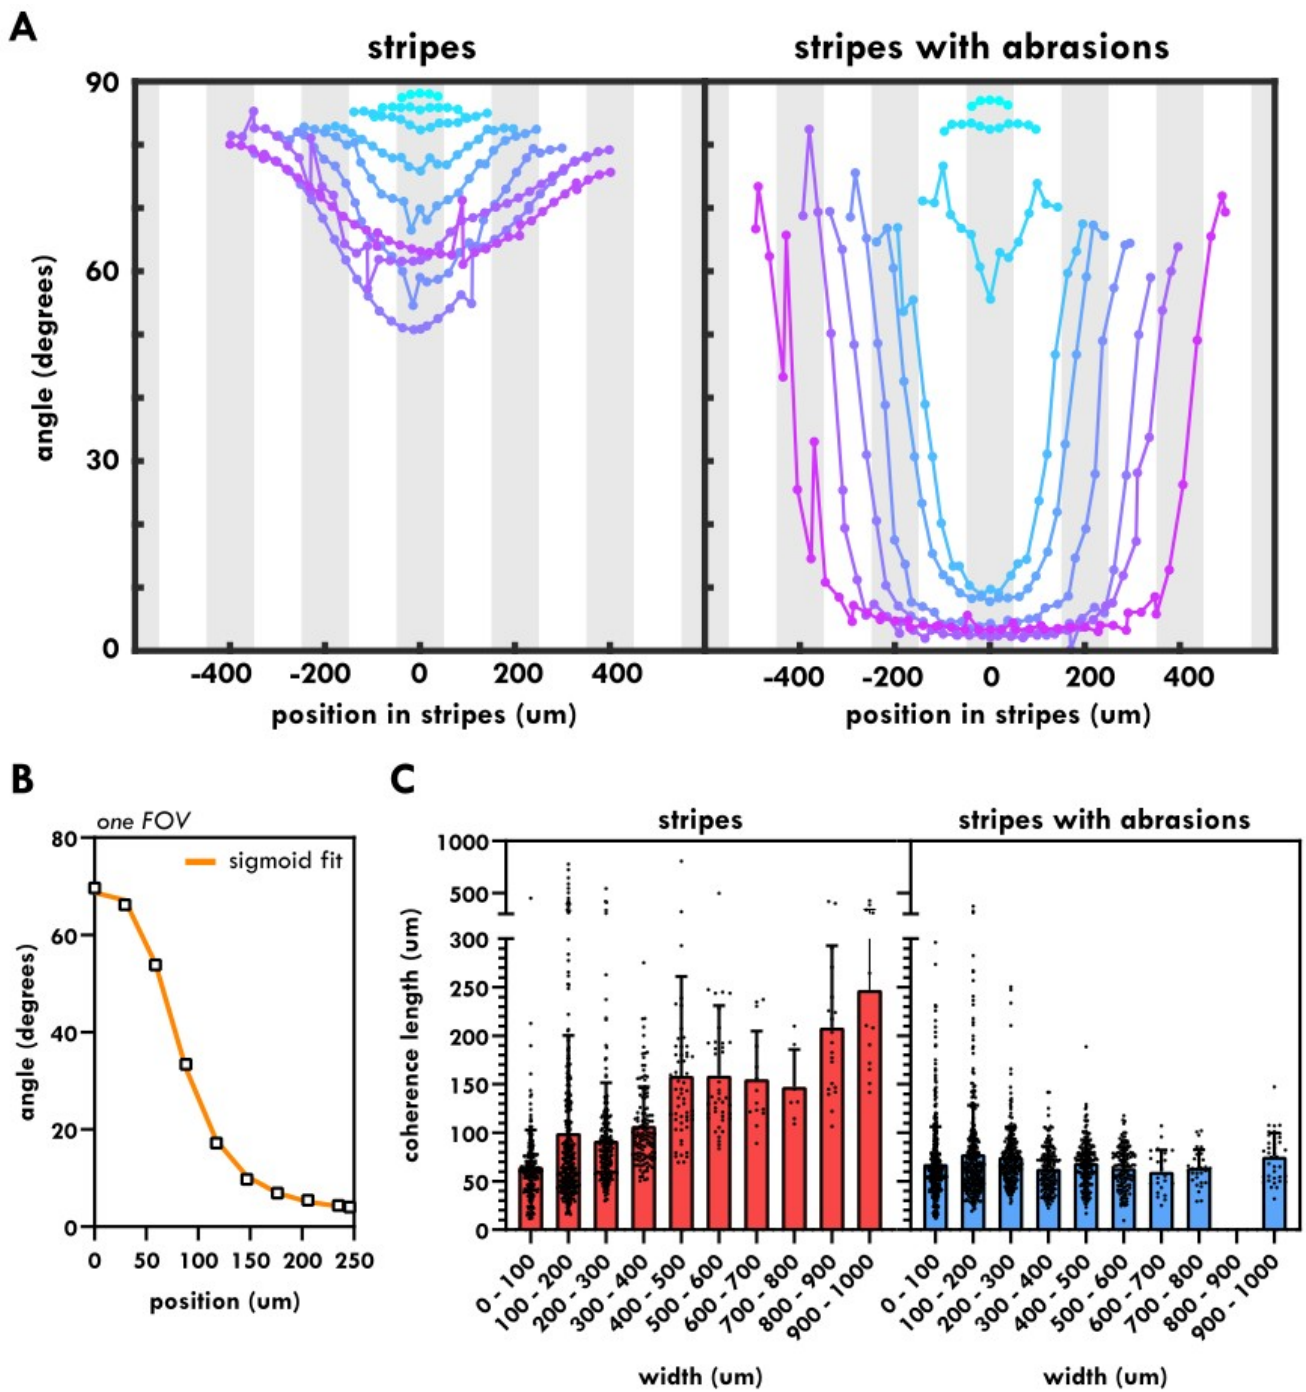 A
stripes
stripes with abrasions
90
60
30
0
angle (degrees)
-400 -200 0 200 400
-400 -200 0 200 400
position in stripes (um)
position in stripes (um)
B
one FOV
sigmoid fit
80
60
40
20
0
angle (degrees)
0 50 100 150 200 250
position (um)
C
stripes
stripes with abrasions
1000
500
300
250
200
150
100
50
0
coherence length (um)
0 - 100
100 - 200
200 - 300
300 - 400
400 - 500
500 - 600
600 - 700
700 - 800
800 - 900
900 - 1000
0 - 100
100 - 200
200 - 300
300 - 400
400 - 500
500 - 600
600 - 700
700 - 800
800 - 900
900 - 1000
width (um)
width (um)